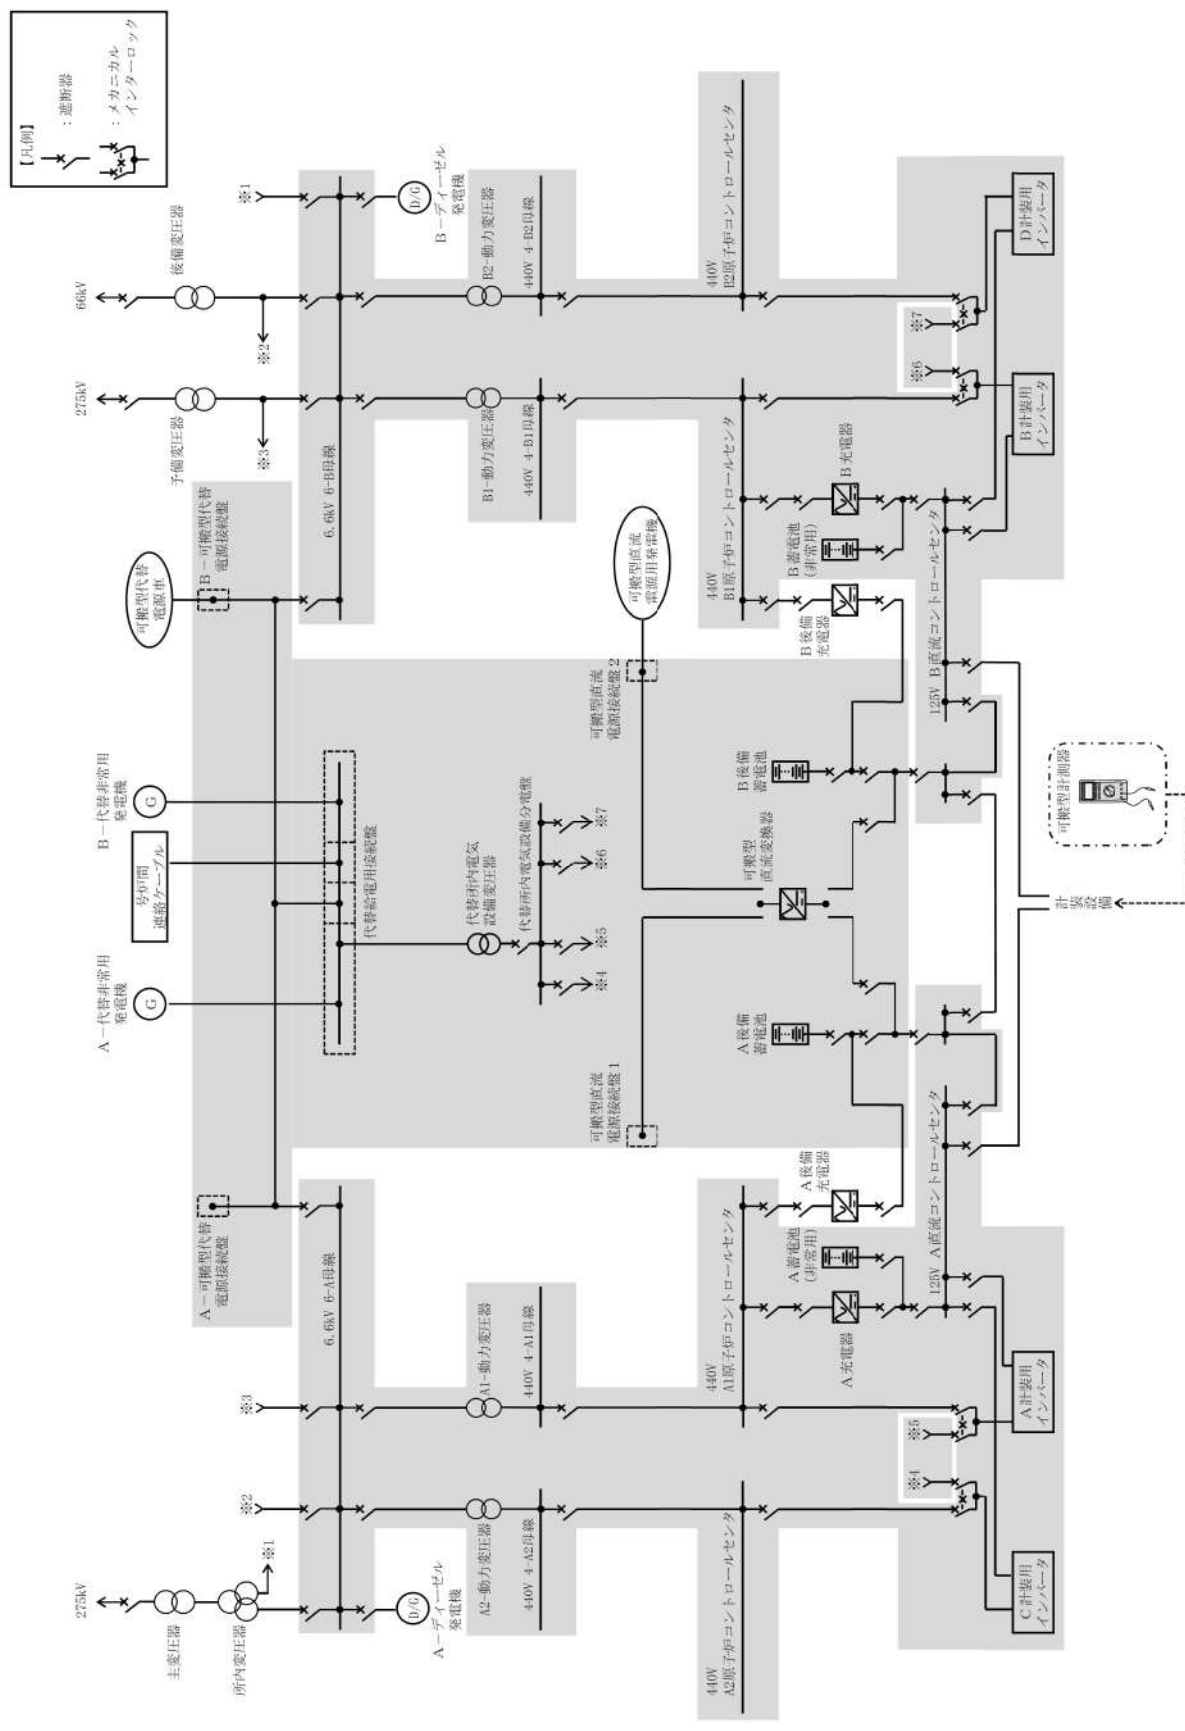 【凡例】
：遮断器
：メカニカル
インターロック
275kV
主変圧器
所内変圧器
※1
※2
※3
A－代替非常用
発電機
G
号炉間
連絡ケーブル
B－代替非常用
発電機
G
可搬型代替
電源車
275kV
予備変圧器
※3
66kV
後備変圧器
※2
※1
A－可搬型代替
電源接続盤
B－可搬型代替
電源接続盤
6.6kV 6-A母線
代替給電用接続盤
6.6kV 6-B母線
D/G
A－ディーゼル
発電機
D/G
B－ディーゼル
発電機
A2-動力変圧器
A1-動力変圧器
代替所内電気
設備変圧器
B1-動力変圧器
B2-動力変圧器
440V 4-A2母線
440V 4-A1母線
代替所内電気設備分電盤
440V 4-B1母線
440V 4-B2母線
※4
※5
※6
※7
可搬型直流
電源接続盤1
可搬型直流
電源接続盤2
可搬型直流
電源用発電機
440V
A2原子炉コントロールセンタ
440V
A1原子炉コントロールセンタ
440V
B1原子炉コントロールセンタ
440V
B2原子炉コントロールセンタ
A充電器
A蓄電池
(非常用)
A後備
充電器
A後備
蓄電池
可搬型
直流変換器
B後備
蓄電池
B後備
充電器
B蓄電池
(非常用)
B充電器
※4
※5
※6
※7
125V A直流コントロールセンタ
125V B直流コントロールセンタ
C計装用
インバータ
A計装用
インバータ
B計装用
インバータ
D計装用
インバータ
計装設備
可搬型計測器